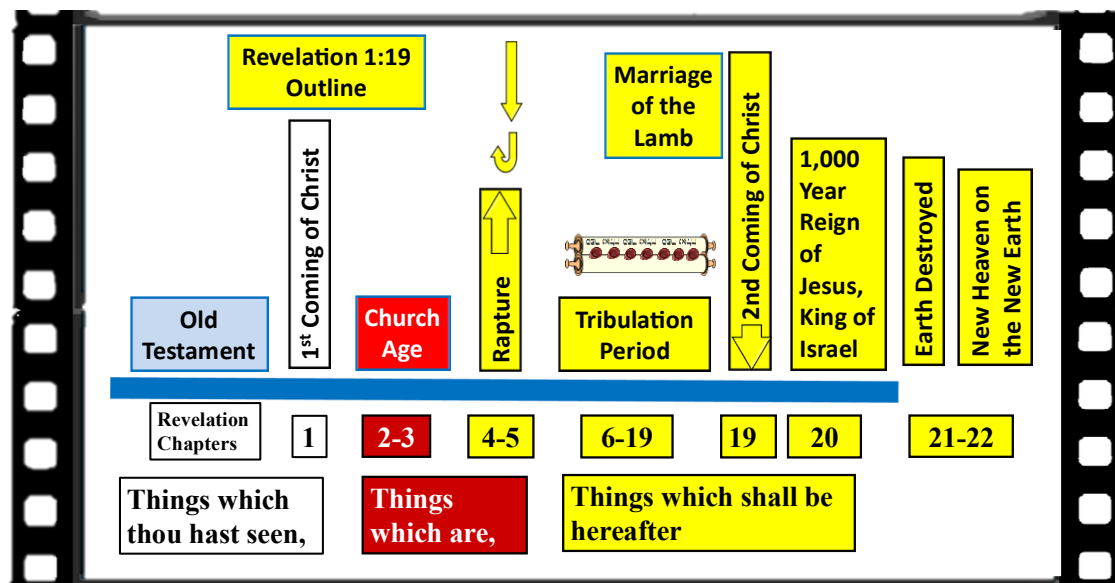 Revelation 1:19
Outline
Marriage
of the
Lamb
Old
Testament
1st Coming of Christ
Church
Age
Rapture
Tribulation
Period
2nd Coming of Christ
1,000
Year
Reign
of
Jesus,
King of
Israel
Earth Destroyed
New Heaven on
the New Earth
Revelation
Chapters
1
2-3
4-5
6-19
19
20
21-22
Things which
thou hast seen,
Things
which are,
Things which shall be
hereafter